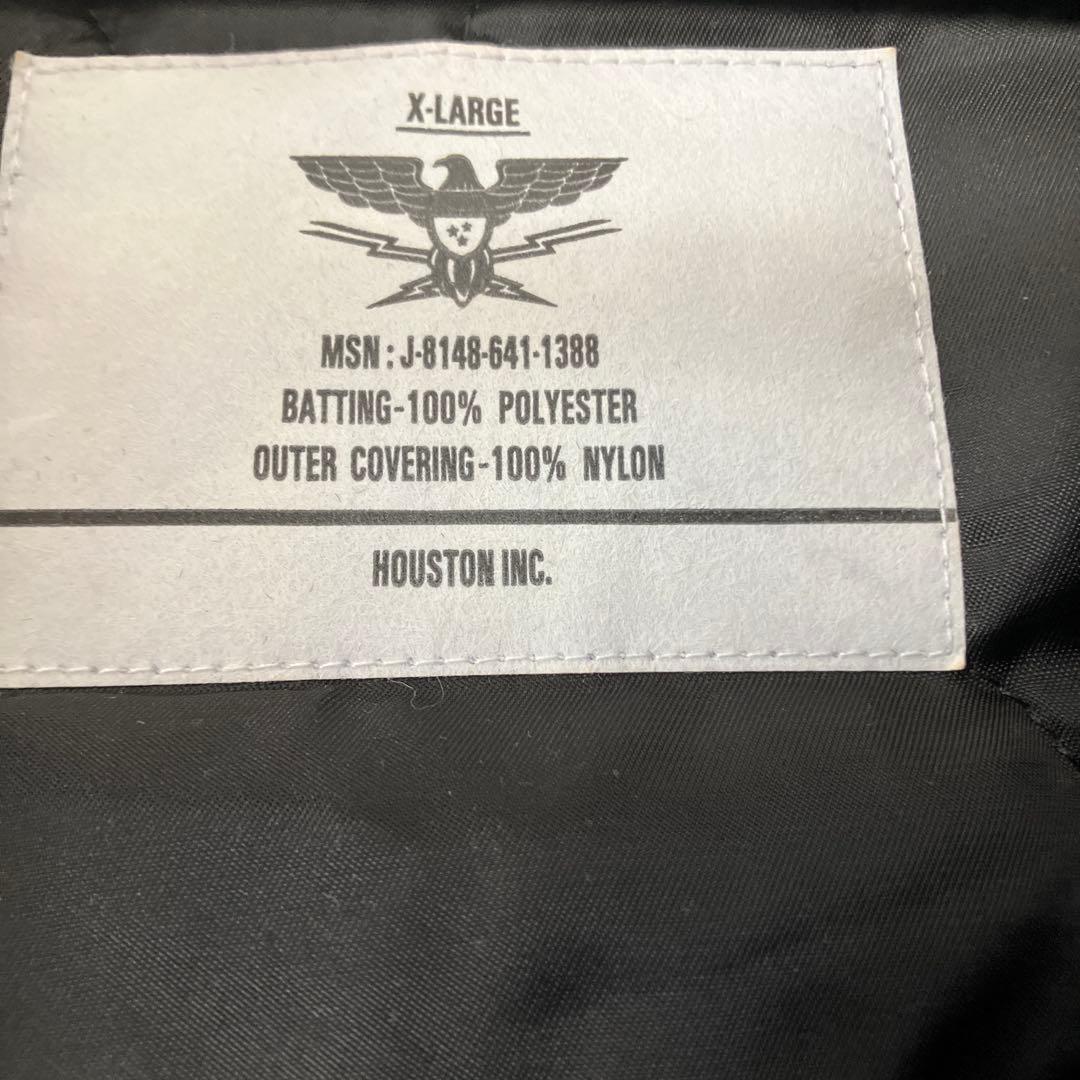 X-LARGE
MSN : J-8148-641-1388
BATTING-100% POLYESTER
OUTER COVERING-100% NYLON
HOUSTON INC.